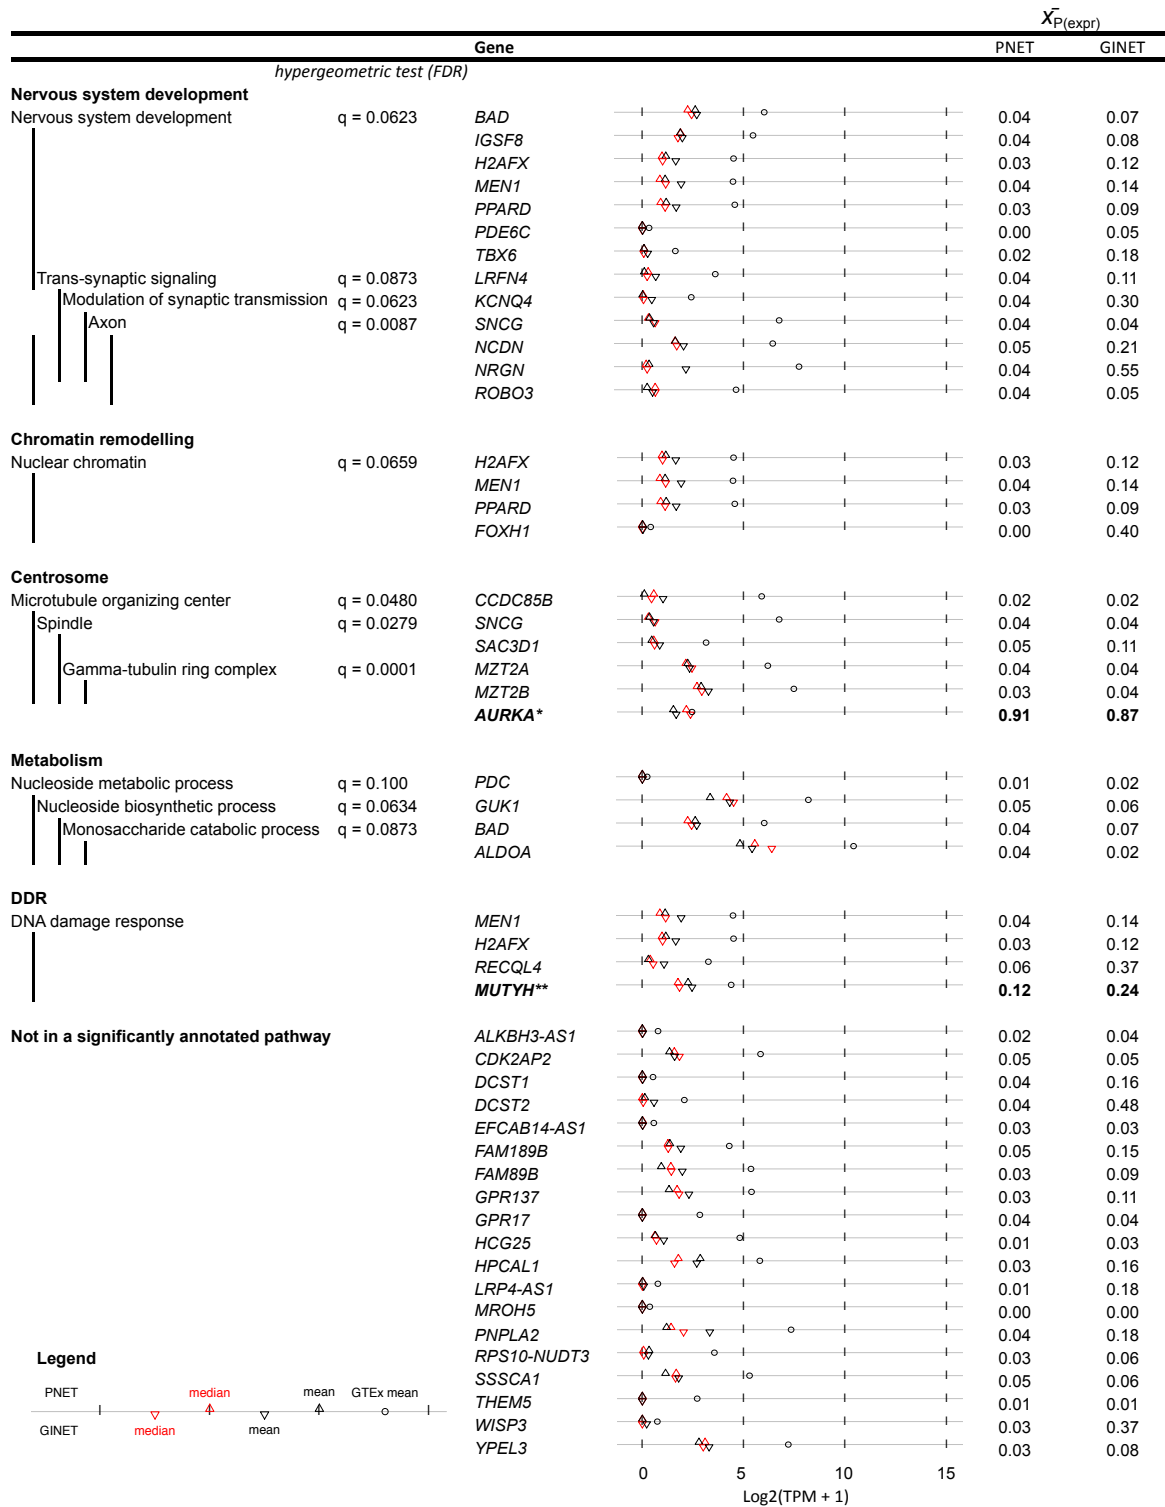 x̄P(expr)
Gene PNET GINET
hypergeometric test (FDR)
Nervous system development
Nervous system development q = 0.0623 BAD 0.04 0.07
IGSF8 0.04 0.08
H2AFX 0.03 0.12
MEN1 0.04 0.14
PPARD 0.03 0.09
PDE6C 0.00 0.05
TBX6 0.02 0.18
Trans-synaptic signaling q = 0.0873 LRFN4 0.04 0.11
Modulation of synaptic transmission q = 0.0623 KCNQ4 0.04 0.30
Axon q = 0.0087 SNCG 0.04 0.04
NCDN 0.05 0.21
NRGN 0.04 0.55
ROBO3 0.04 0.05
Chromatin remodelling
Nuclear chromatin q = 0.0659 H2AFX 0.03 0.12
MEN1 0.04 0.14
PPARD 0.03 0.09
FOXH1 0.00 0.40
Centrosome
Microtubule organizing center q = 0.0480 CCDC85B 0.02 0.02
Spindle q = 0.0279 SNCG 0.04 0.04
SAC3D1 0.05 0.11
Gamma-tubulin ring complex q = 0.0001 MZT2A 0.04 0.04
MZT2B 0.03 0.04
AURKA* 0.91 0.87
Metabolism
Nucleoside metabolic process q = 0.100 PDC 0.01 0.02
Nucleoside biosynthetic process q = 0.0634 GUK1 0.05 0.06
Monosaccharide catabolic process q = 0.0873 BAD 0.04 0.07
ALDOA 0.04 0.02
DDR
DNA damage response MEN1 0.04 0.14
H2AFX 0.03 0.12
RECQL4 0.06 0.37
MUTYH** 0.12 0.24
Not in a significantly annotated pathway ALKBH3-AS1 0.02 0.04
CDK2AP2 0.05 0.05
DCST1 0.04 0.16
DCST2 0.04 0.48
EFCAB14-AS1 0.03 0.03
FAM189B 0.05 0.15
FAM89B 0.03 0.09
GPR137 0.03 0.11
GPR17 0.04 0.04
HCG25 0.01 0.03
HPCAL1 0.03 0.16
LRP4-AS1 0.01 0.18
MROH5 0.00 0.00
PNPLA2 0.04 0.18
RPS10-NUDT3 0.03 0.06
SSSCA1 0.05 0.06
THEM5 0.01 0.01
WISP3 0.03 0.37
YPEL3 0.03 0.08
Legend
PNET median mean GTEx mean
GINET median mean
0 5 10 15
Log2(TPM + 1)